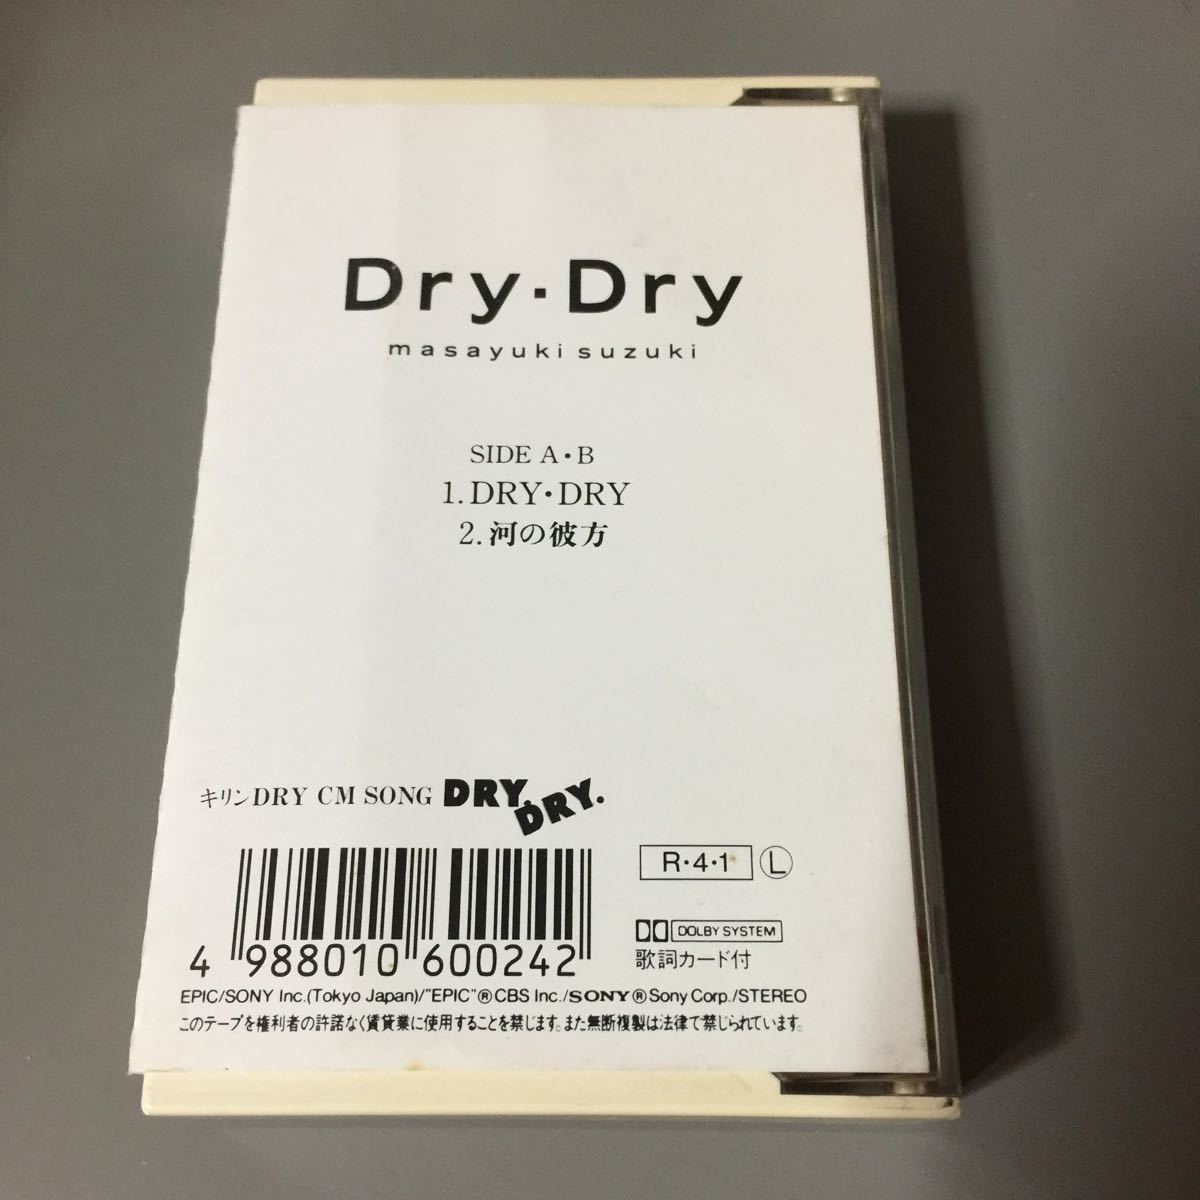 Dry・Dry
masayuki suzuki
SIDE A・B
1. DRY・DRY
2. 河の彼方
キリンDRY CM SONG DRY, DRY.
R・4・1 L
DOLBY SYSTEM
歌詞カード付
4 988010 600242
EPIC/SONY Inc.(Tokyo Japan)/"EPIC"® CBS Inc./SONY® Sony Corp./STEREO
このテープを権利者の許諾なく賃貸業に使用することを禁じます。また無断複製は法律で禁じられています。